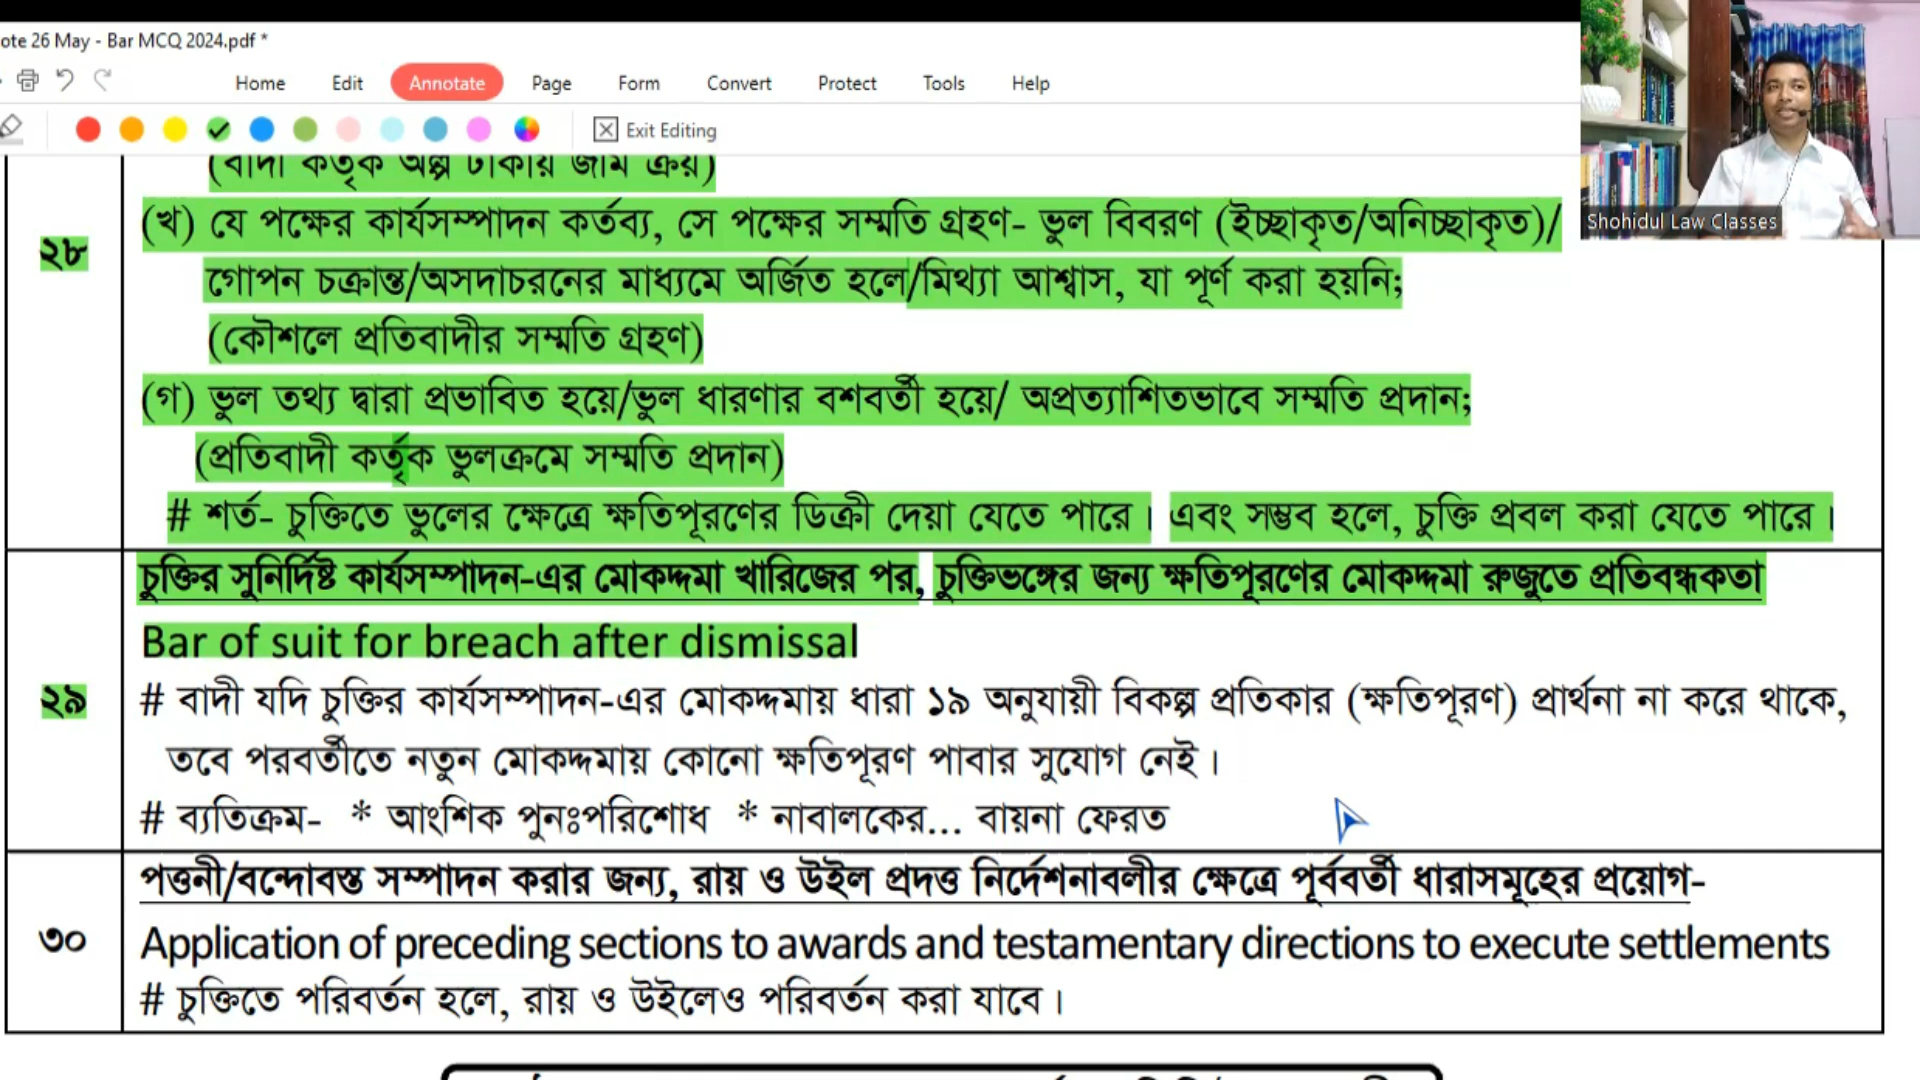 ote 26 May - Bar MCQ 2024.pdf *
Home Edit Annotate Page Form Convert Protect Tools Help
Exit Editing
Shohidul Law Classes
(বাদী কর্তৃক অল্প টাকায় জমি ক্রয়)
২৮
(খ) যে পক্ষের কার্যসম্পাদন কর্তব্য, সে পক্ষের সম্মতি গ্রহণ- ভুল বিবরণ (ইচ্ছাকৃত/অনিচ্ছাকৃত)/
গোপন চক্রান্ত/অসদাচরনের মাধ্যমে অর্জিত হলে/মিথ্যা আশ্বাস, যা পূর্ণ করা হয়নি;
(কৌশলে প্রতিবাদীর সম্মতি গ্রহণ)
(গ) ভুল তথ্য দ্বারা প্রভাবিত হয়ে/ভুল ধারণার বশবর্তী হয়ে/ অপ্রত্যাশিতভাবে সম্মতি প্রদান;
(প্রতিবাদী কর্তৃক ভুলক্রমে সম্মতি প্রদান)
# শর্ত- চুক্তিতে ভুলের ক্ষেত্রে ক্ষতিপূরণের ডিক্রী দেয়া যেতে পারে। এবং সম্ভব হলে, চুক্তি প্রবল করা যেতে পারে।
চুক্তির সুনির্দিষ্ট কার্যসম্পাদন-এর মোকদ্দমা খারিজের পর, চুক্তিভঙ্গের জন্য ক্ষতিপূরণের মোকদ্দমা রুজুতে প্রতিবন্ধকতা
Bar of suit for breach after dismissal
২৯
# বাদী যদি চুক্তির কার্যসম্পাদন-এর মোকদ্দমায় ধারা ১৯ অনুযায়ী বিকল্প প্রতিকার (ক্ষতিপূরণ) প্রার্থনা না করে থাকে,
তবে পরবর্তীতে নতুন মোকদ্দমায় কোনো ক্ষতিপূরণ পাবার সুযোগ নেই।
# ব্যতিক্রম- * আংশিক পুনঃপরিশোধ * নাবালকের... বায়না ফেরত
পত্তনী/বন্দোবস্ত সম্পাদন করার জন্য, রায় ও উইল প্রদত্ত নির্দেশনাবলীর ক্ষেত্রে পূর্ববর্তী ধারাসমূহের প্রয়োগ-
৩০
Application of preceding sections to awards and testamentary directions to execute settlements
# চুক্তিতে পরিবর্তন হলে, রায় ও উইলেও পরিবর্তন করা যাবে।